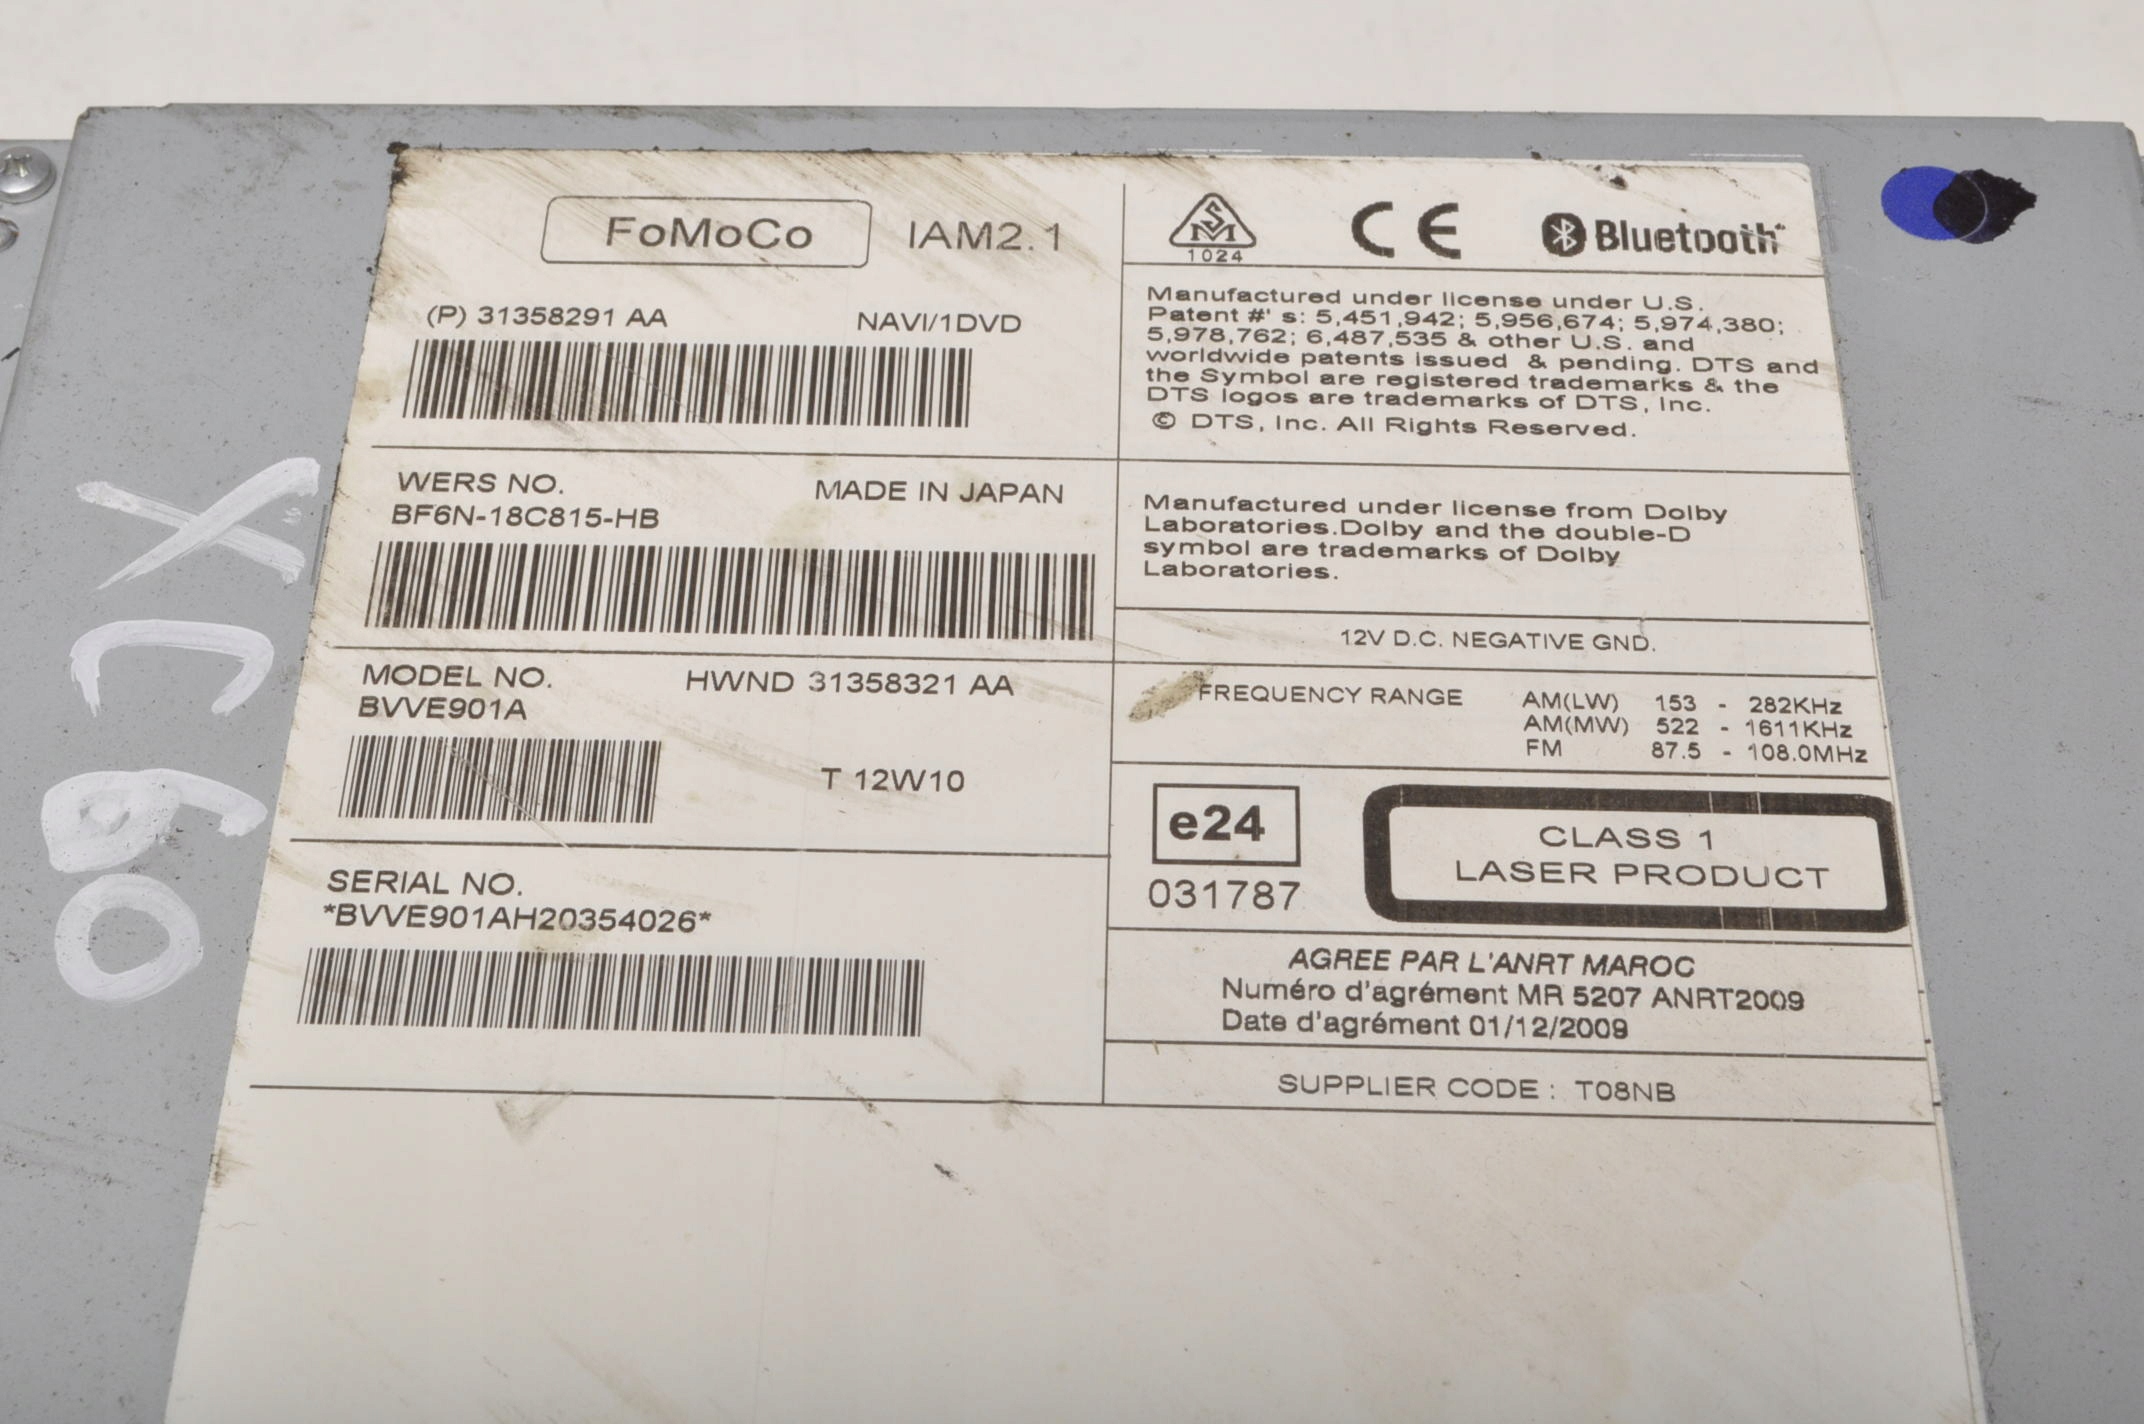 FoMoCo IAM2.1
(P) 31358291 AA NAVI/1DVD
WERS NO. MADE IN JAPAN
BF6N-18C815-HB
MODEL NO. HWND 31358321 AA
BVVE901A
T 12W10
SERIAL NO.
*BVVE901AH20354026*
SMV
1024
CE
Bluetooth
Manufactured under license under U.S.
Patent #' s: 5,451,942; 5,956,674; 5,974,380;
5,978,762; 6,487,535 & other U.S. and
worldwide patents issued & pending. DTS and
the Symbol are registered trademarks & the
DTS logos are trademarks of DTS, Inc.
© DTS, Inc. All Rights Reserved.
Manufactured under license from Dolby
Laboratories.Dolby and the double-D
symbol are trademarks of Dolby
Laboratories.
12V D.C. NEGATIVE GND.
FREQUENCY RANGE AM(LW) 153 - 282KHz
AM(MW) 522 - 1611KHz
FM 87.5 - 108.0MHz
e24
031787
CLASS 1
LASER PRODUCT
AGREE PAR L'ANRT MAROC
Numéro d'agrément MR 5207 ANRT2009
Date d'agrément 01/12/2009
SUPPLIER CODE : T08NB
XC60